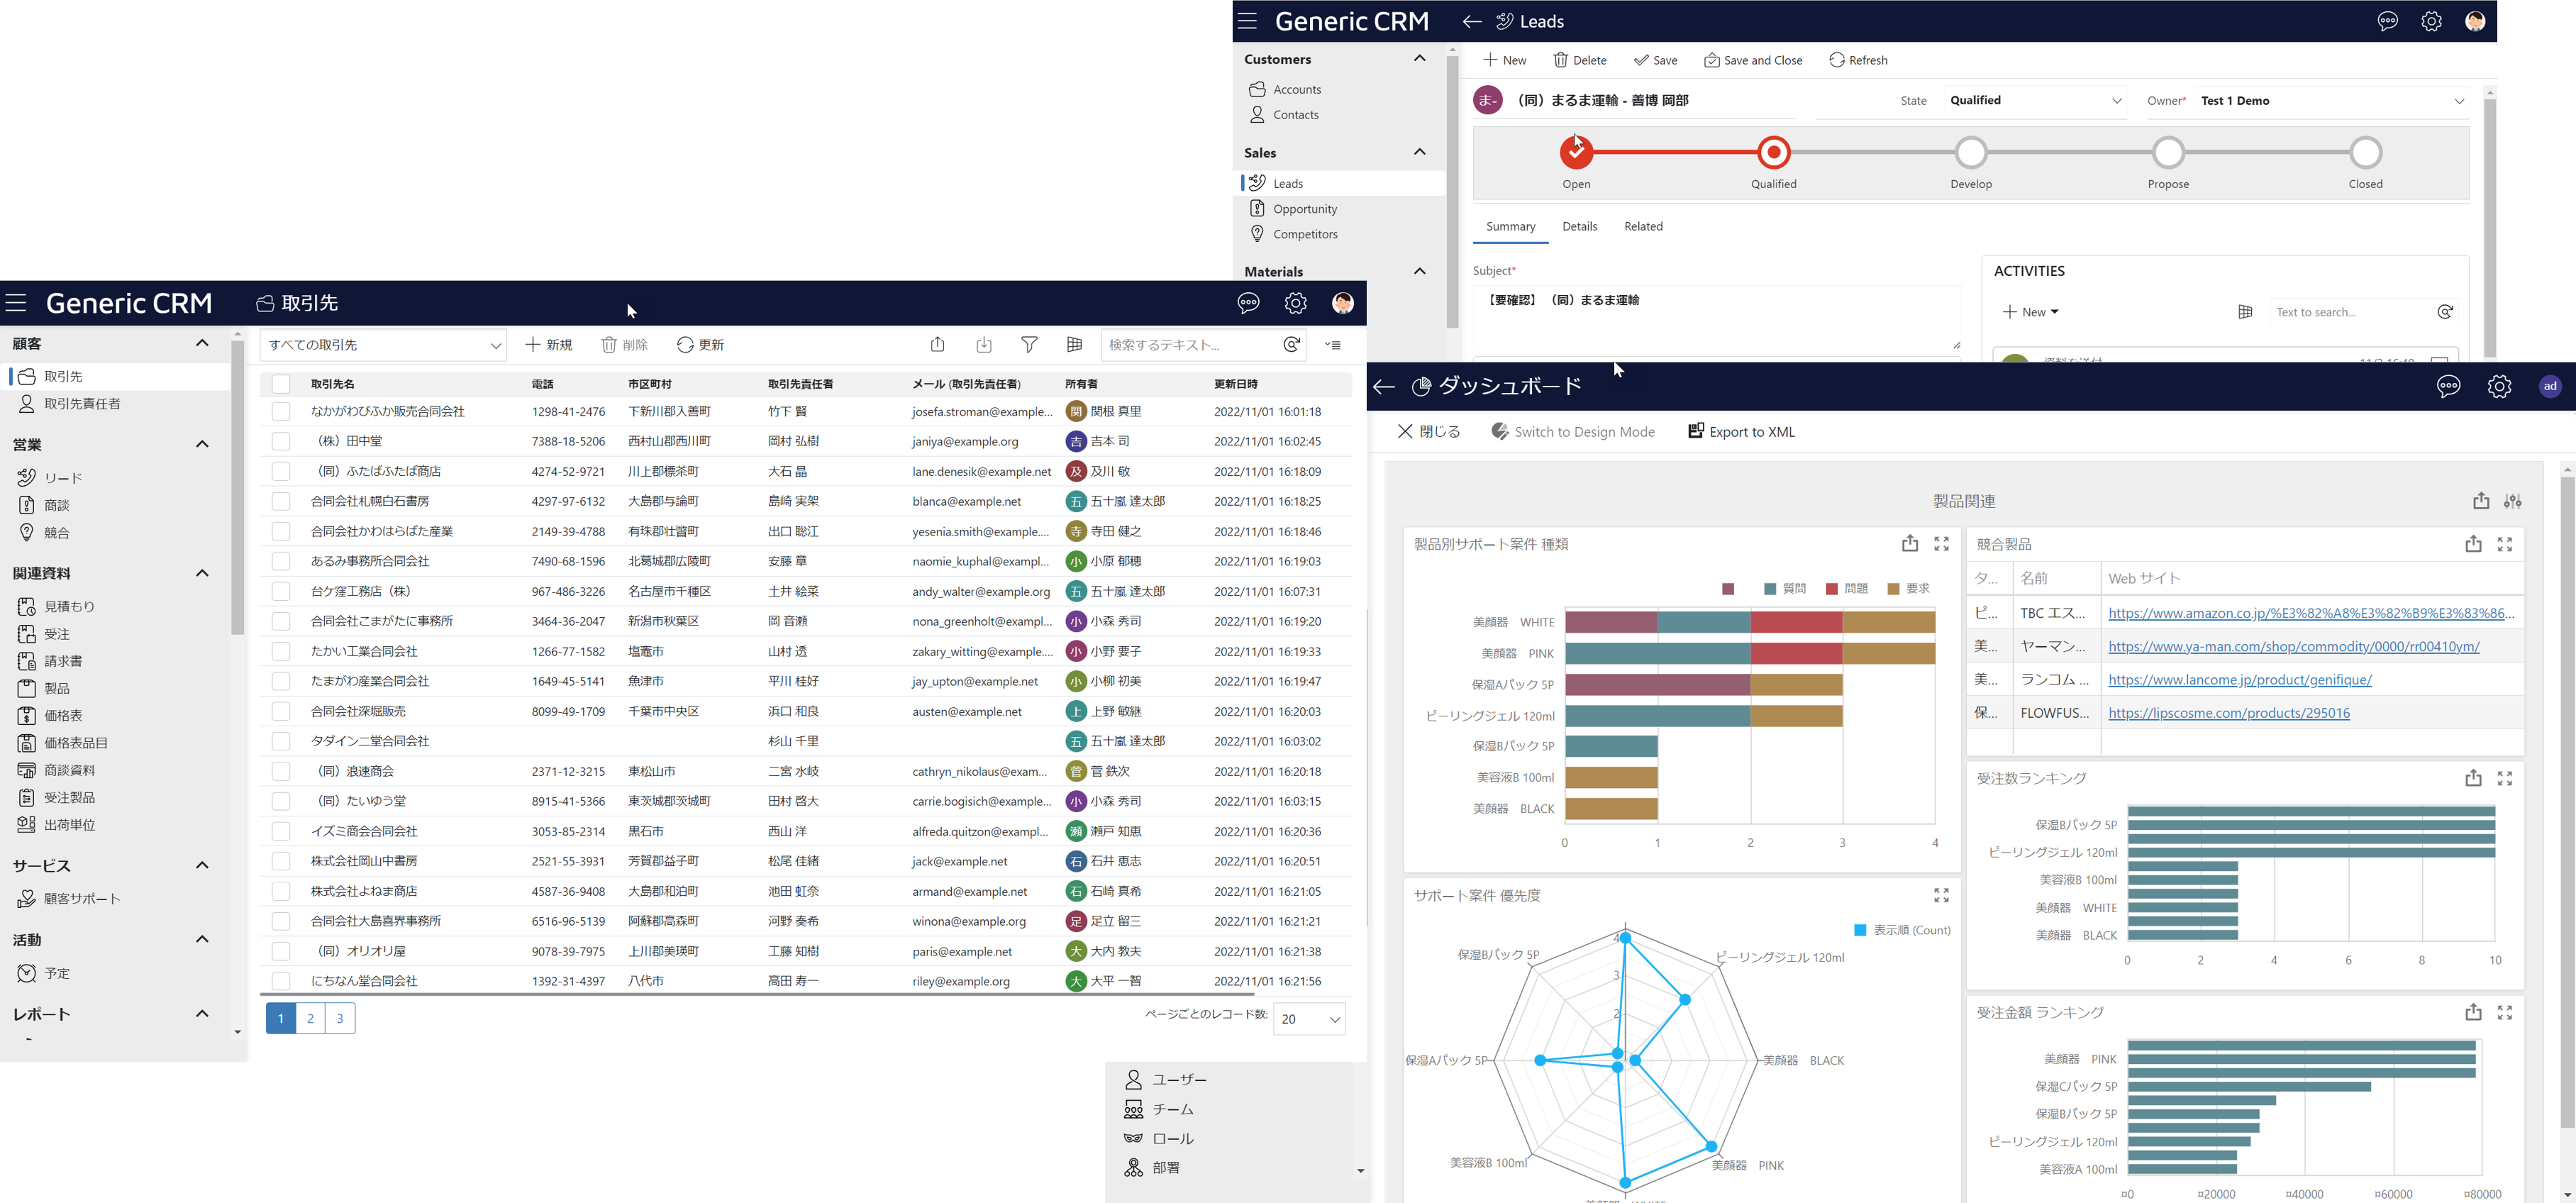 Generic CRM
Leads
Customers
Accounts
Contacts
Sales
Leads
Opportunity
Competitors
Materials
New Delete Save Save and Close Refresh
ま-
（同）まるま運輸 - 善博 岡部
State Qualified
Owner* Test 1 Demo
Open Qualified Develop Propose Closed
Summary Details Related
Subject*
【要確認】（同）まるま運輸
ACTIVITIES
New
Text to search...
Generic CRM
取引先
顧客
取引先
取引先責任者
営業
リード
商談
競合
関連資料
見積もり
受注
請求書
製品
価格表
価格表品目
商談資料
受注製品
出荷単位
サービス
顧客サポート
活動
予定
レポート
すべての取引先
新規 削除 更新
検索するテキスト...
取引先名 電話 市区町村 取引先責任者 メール (取引先責任者) 所有者 更新日時
なかがわびふか販売合同会社 1298-41-2476 下新川郡入善町 竹下 賢 josefa.stroman@example... 関 関根 真里 2022/11/01 16:01:18
（株）田中堂 7388-18-5206 西村山郡西川町 岡村 弘樹 janiya@example.org 吉 吉本 司 2022/11/01 16:02:45
（同）ふたばふたば商店 4274-52-9721 川上郡標茶町 大石 晶 lane.denesik@example.net 及 及川 敬 2022/11/01 16:18:09
合同会社札幌白石書房 4297-97-6132 大島郡与論町 島崎 実架 blanca@example.net 五 五十嵐 達太郎 2022/11/01 16:18:25
合同会社かわはらばた産業 2149-39-4788 有珠郡壮瞥町 出口 聡江 yesenia.smith@example.... 寺 寺田 健之 2022/11/01 16:18:46
あるみ事務所合同会社 7490-68-1596 北葛城郡広陵町 安藤 章 naomie_kuphal@exampl... 小 小原 郁穂 2022/11/01 16:19:03
台ケ窪工務店（株） 967-486-3226 名古屋市千種区 土井 絵菜 andy_walter@example.org 五 五十嵐 達太郎 2022/11/01 16:07:31
合同会社こまがたに事務所 3464-36-2047 新潟市秋葉区 岡 音瀬 nona_greenholt@exampl... 小 小森 秀司 2022/11/01 16:19:20
たかい工業合同会社 1266-77-1582 塩竈市 山村 透 zakary_witting@example.... 小 小野 要子 2022/11/01 16:19:33
たまがわ産業合同会社 1649-45-5141 魚津市 平川 桂好 jay_upton@example.net 小 小柳 初美 2022/11/01 16:19:47
合同会社深堀販売 8099-49-1709 千葉市中央区 浜口 和良 austen@example.net 上 上野 敏継 2022/11/01 16:20:03
タダイン二堂合同会社 杉山 千里 五 五十嵐 達太郎 2022/11/01 16:03:02
（同）浪速商会 2371-12-3215 東松山市 二宮 水岐 cathryn_nikolaus@exam... 菅 菅 鉄次 2022/11/01 16:20:18
（同）たいゆう堂 8915-41-5366 東茨城郡茨城町 田村 啓大 carrie.bogisich@example... 小 小森 秀司 2022/11/01 16:03:15
イズミ商会合同会社 3053-85-2314 黒石市 西山 洋 alfreda.quitzon@exampl... 瀬 瀬戸 知恵 2022/11/01 16:20:36
株式会社岡山中書房 2521-55-3931 芳賀郡益子町 松尾 佳緒 jack@example.net 石 石井 恵志 2022/11/01 16:20:51
株式会社よねま商店 4587-36-9408 大島郡和泊町 池田 虹奈 armand@example.net 石 石崎 真希 2022/11/01 16:21:05
合同会社大島喜界事務所 6516-96-5139 阿蘇郡高森町 河野 奏希 winona@example.org 足 足立 留三 2022/11/01 16:21:21
（同）オリオリ屋 9078-39-7975 上川郡美瑛町 工藤 知樹 paris@example.net 大 大内 教夫 2022/11/01 16:21:38
にちなん堂合同会社 1392-31-4397 八代市 高田 寿一 riley@example.org 大 大平 一智 2022/11/01 16:21:56
1 2 3
ページごとのレコード数: 20
ユーザー
チーム
ロール
部署
ダッシュボード
ad
閉じる Switch to Design Mode Export to XML
製品関連
製品別サポート案件 種類
質問 問題 要求
美顔器 WHITE
美顔器 PINK
保湿Aパック 5P
ピーリングジェル 120ml
保湿Bパック 5P
美容液B 100ml
美顔器 BLACK
0 1 2 3 4
サポート案件 優先度
表示順 (Count)
4
3
2
保湿Bパック 5P
ピーリングジェル 120ml
保湿Aパック 5P
美顔器 BLACK
美容液B 100ml
美顔器 PINK
競合製品
タ... 名前 Web サイト
ピ... TBC エス... https://www.amazon.co.jp/%E3%82%A8%E3%82%B9%E3%83%86...
美... ヤーマン... https://www.ya-man.com/shop/commodity/0000/rr00410ym/
美... ランコム ... https://www.lancome.jp/product/genifique/
保... FLOWFUS... https://lipscosme.com/products/295016
受注数ランキング
保湿Bパック 5P
ピーリングジェル 120ml
美容液B 100ml
美顔器 WHITE
美顔器 BLACK
0 2 4 6 8 10
受注金額 ランキング
美顔器 PINK
保湿Cパック 5P
保湿Bパック 5P
ピーリングジェル 120ml
美容液A 100ml
¤0 ¤20000 ¤40000 ¤60000 ¤80000